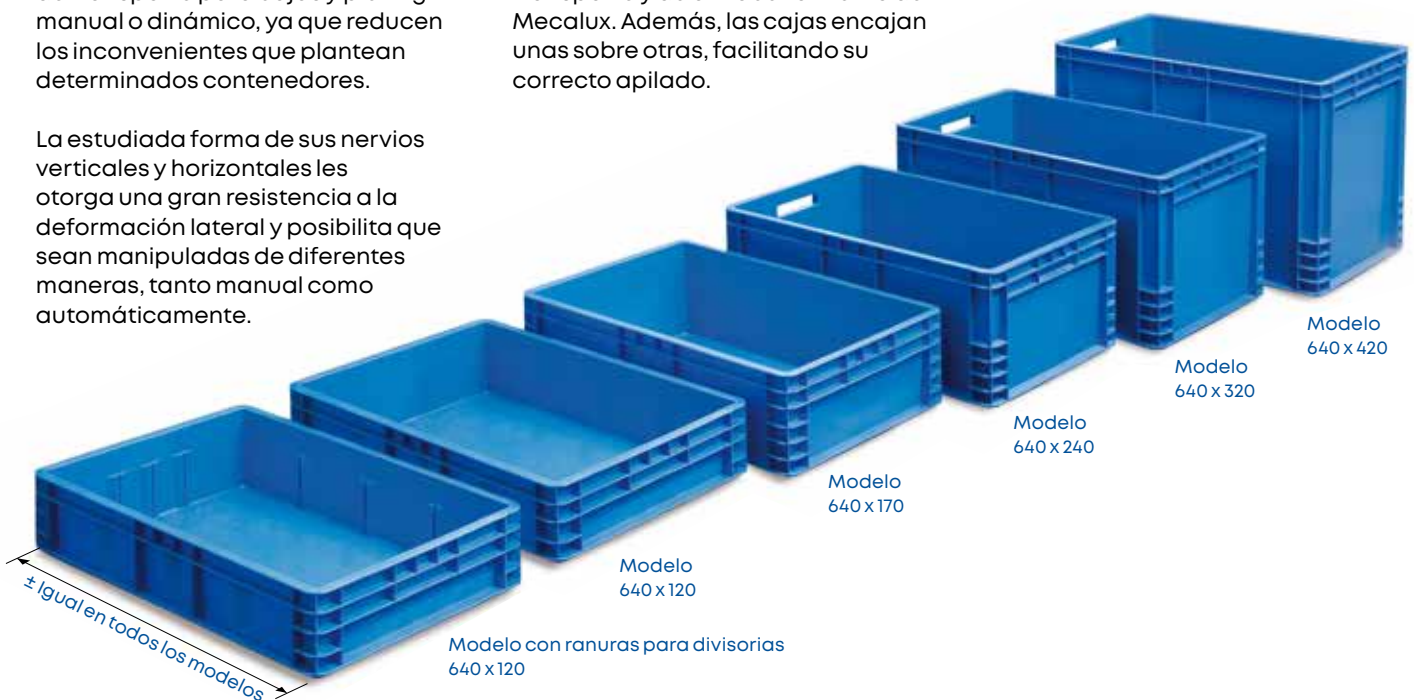 manual o dinámico, ya que reducen
los inconvenientes que plantean
determinados contenedores.
La estudiada forma de sus nervios
verticales y horizontales les
otorga una gran resistencia a la
deformación lateral y posibilita que
sean manipuladas de diferentes
maneras, tanto manual como
automáticamente.
Mecalux. Además, las cajas encajan
unas sobre otras, facilitando su
correcto apilado.
Modelo
640 x 420
Modelo
640 x 320
Modelo
640 x 240
Modelo
640 x 170
Modelo
640 x 120
Modelo con ranuras para divisorias
640 x 120
± Igual en todos los modelos